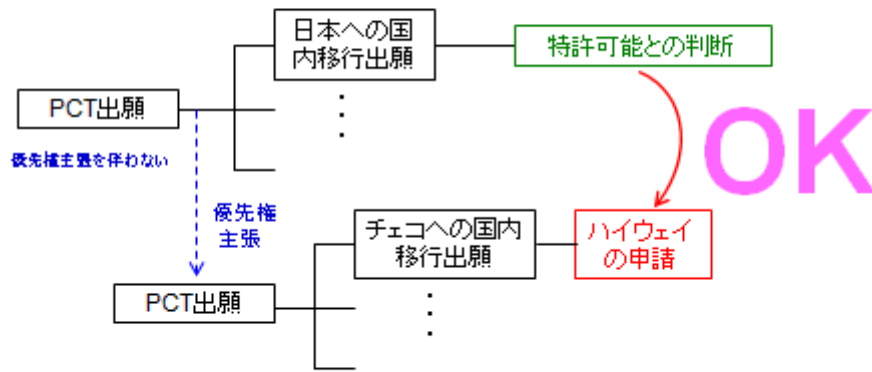 日本への国
内移行出願
特許可能との判断
PCT出願
優先権主張を伴わない
OK
優先権
主張
チェコへの国内
移行出願
ハイウェイ
の申請
PCT出願